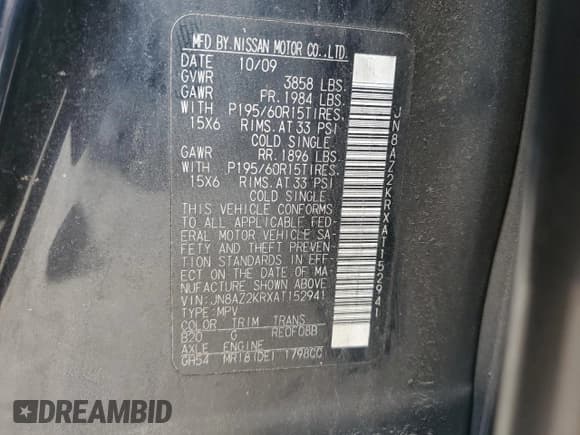 MFD BY NISSAN MOTOR CO.,LTD.
DATE 10/09
GVWR 3858 LBS.
GAWR FR. 1984 LBS.
WITH P195/60R15TIRES,
15X6 RIMS, AT 33 PSI
COLD SINGLE
GAWR RR. 1896 LBS.
WITH P195/60R15TIRES,
15X6 RIMS, AT 33 PSI
COLD SINGLE
THIS VEHICLE CONFORMS
TO ALL APPLICABLE FED-
ERAL MOTOR VEHICLE SA-
FETY AND THEFT PREVEN-
TION STANDARDS IN EFF-
ECT ON THE DATE OF MA-
NUFACTURE SHOWN ABOVE.
VIN: JN8AZ2KRXAT152941
TYPE: MPV
COLOR TRIM TRANS
B20 G RE0F08B
AXLE ENGINE
GH54 MR18(DE) 1798CC
JN8AZ2KRXAT152941
DREAMBID